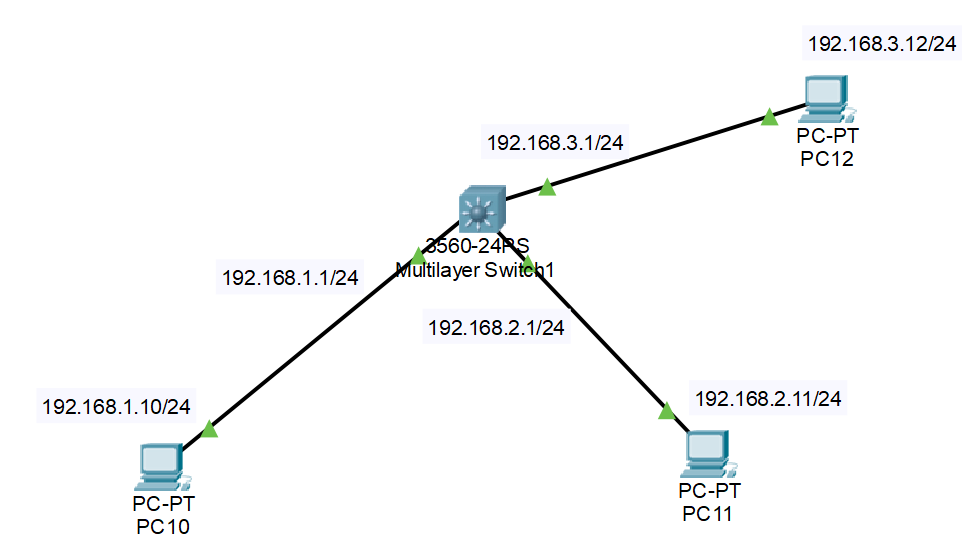 192.168.3.12/24
PC-PT
PC12
192.168.3.1/24
3560-24PS
Multilayer Switch1
192.168.1.1/24
192.168.2.1/24
192.168.1.10/24
PC-PT
PC10
192.168.2.11/24
PC-PT
PC11